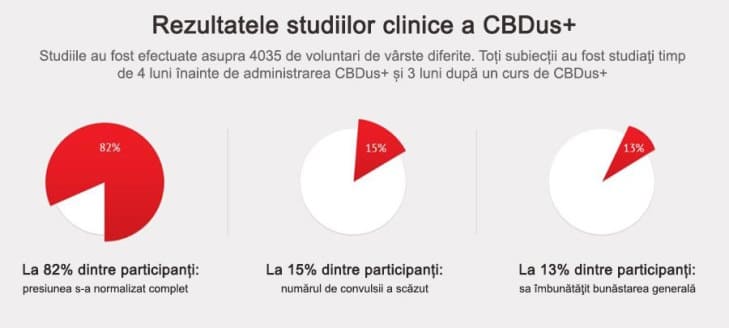 Rezultatele studiilor clinice a CBDus+
Studiile au fost efectuate asupra 4035 de voluntari de vârste diferite. Toți subiecții au fost studiaţi timp
de 4 luni înainte de administrarea CBDus+ și 3 luni după un curs de CBDus+
82%
15%
13%
La 82% dintre participanți:
presiunea s-a normalizat complet
La 15% dintre participanți:
numărul de convulsii a scăzut
La 13% dintre participanți:
sa îmbunătăţit bunăstarea generală